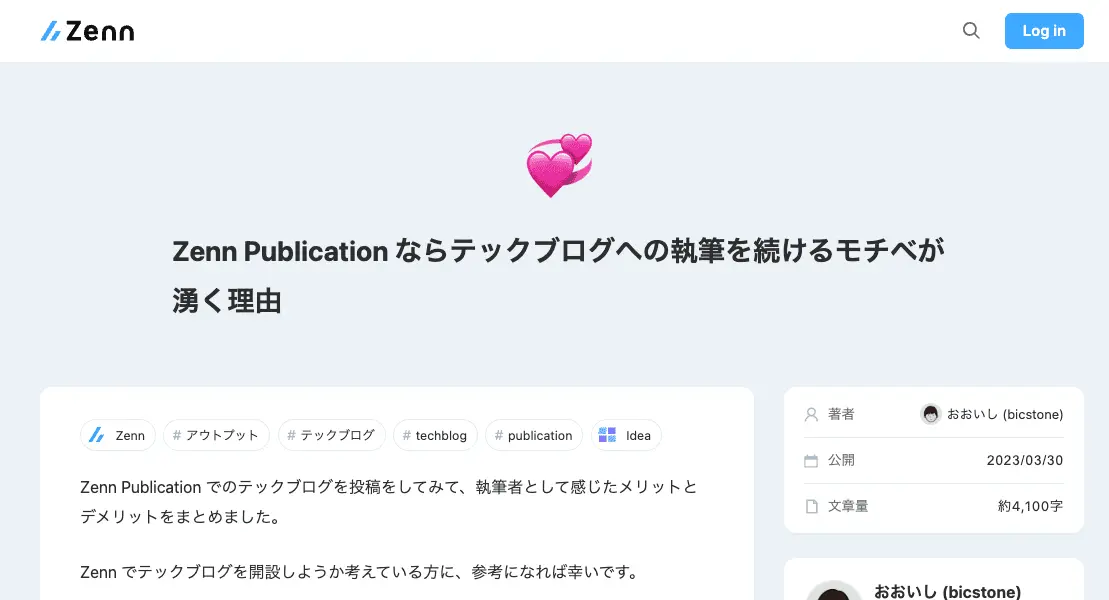 Zenn
Log in
Zenn Publication ならテックブログへの執筆を続けるモチベが
湧く理由
Zenn
# アウトプット
# テックブログ
# techblog
# publication
Idea
Zenn Publication でのテックブログを投稿をしてみて、執筆者として感じたメリットと
デメリットをまとめました。
Zenn でテックブログを開設しようか考えている方に、参考になれば幸いです。
著者
おおいし (bicstone)
公開
2023/03/30
文章量
約4,100字
おおいし (bicstone)